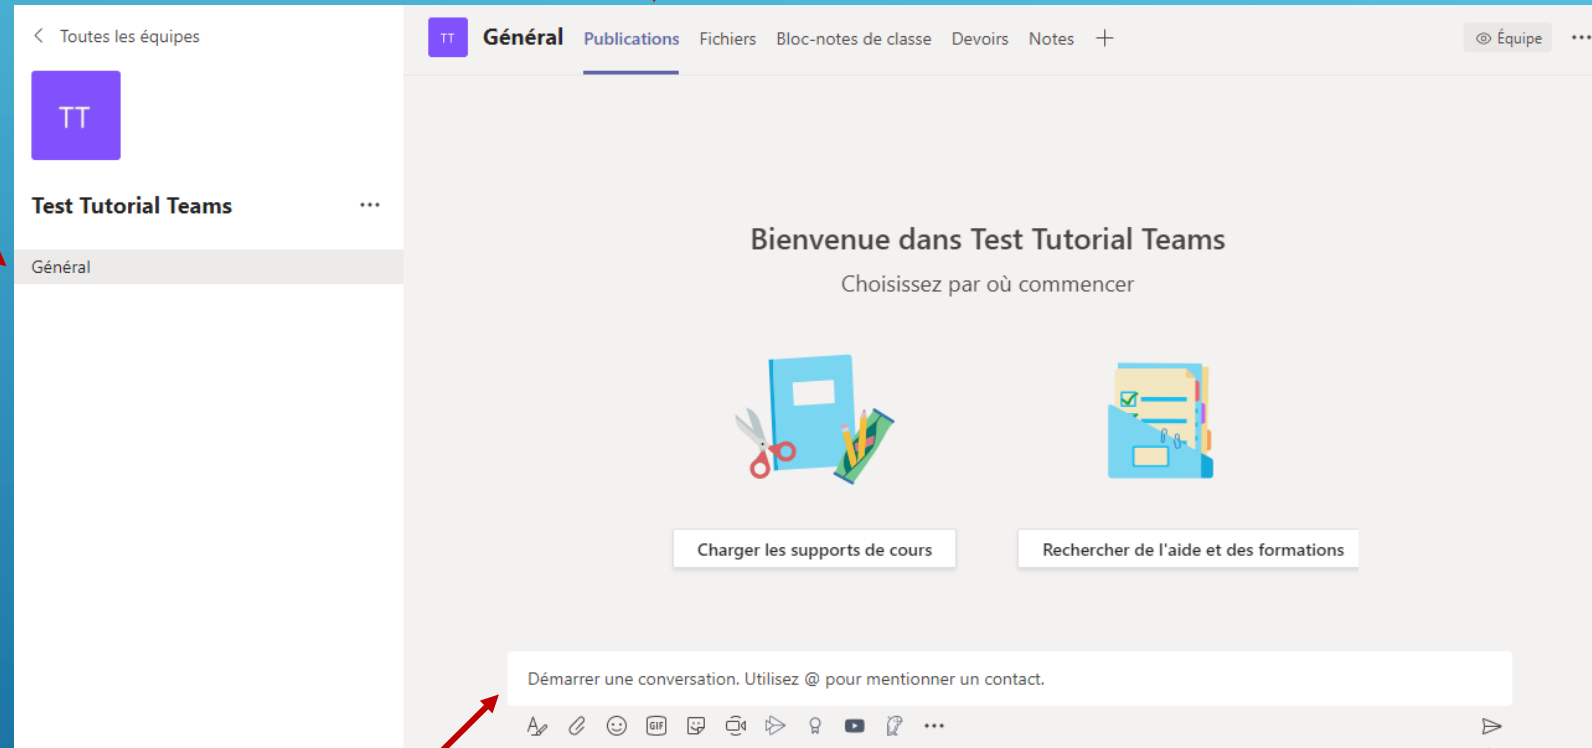 Toutes les équipes
TT
Test Tutorial Teams
Général
TT Général Publications Fichiers Bloc-notes de classe Devoirs Notes
Équipe
Bienvenue dans Test Tutorial Teams
Choisissez par où commencer
Charger les supports de cours
Rechercher de l'aide et des formations
Démarrer une conversation. Utilisez @ pour mentionner un contact.
GIF